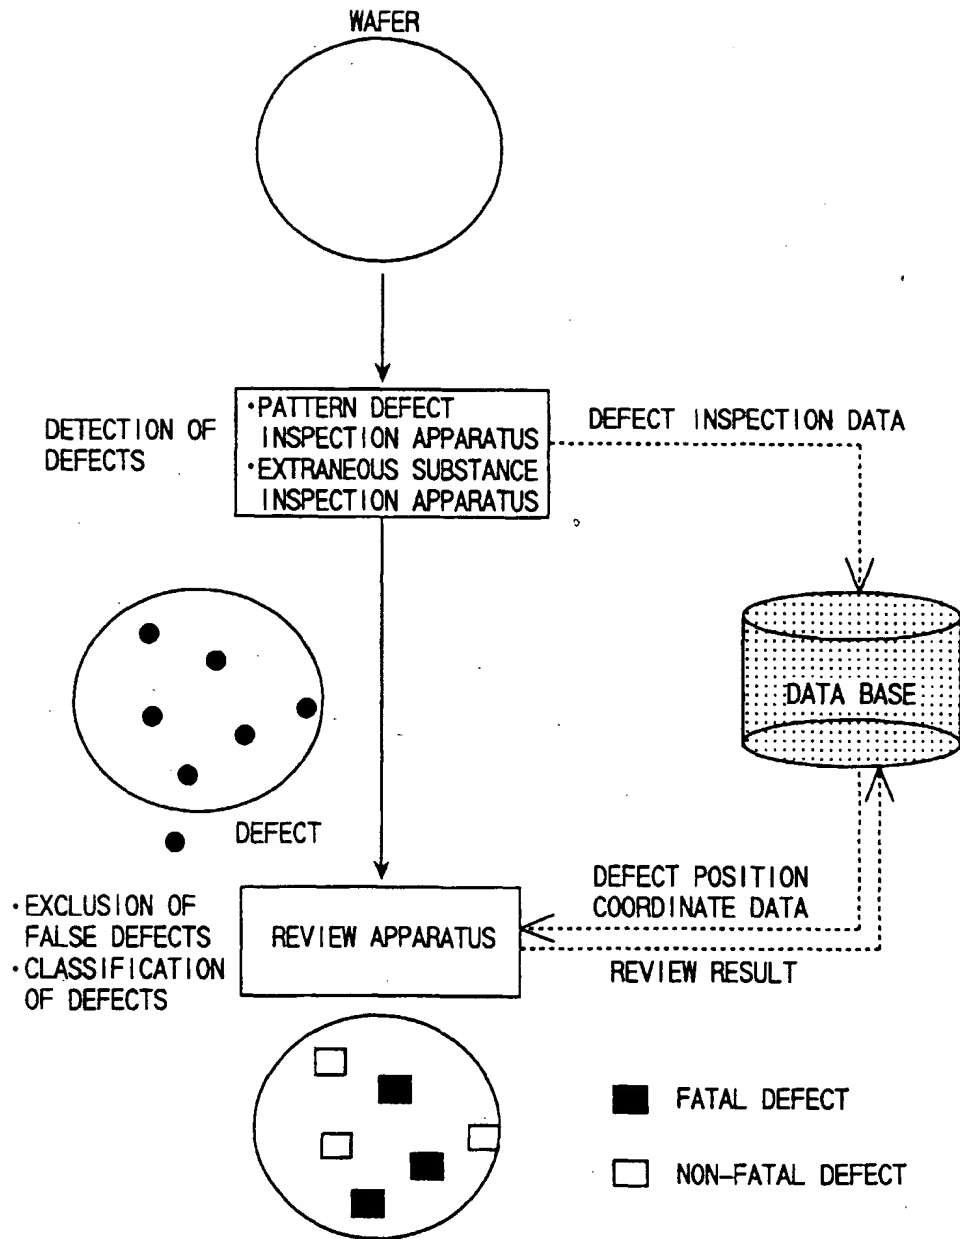 WAFER
DETECTION OF
DEFECTS
・PATTERN DEFECT
INSPECTION APPARATUS
・EXTRANEOUS SUBSTANCE
INSPECTION APPARATUS
DEFECT INSPECTION DATA
DATA BASE
DEFECT
・EXCLUSION OF
FALSE DEFECTS
・CLASSIFICATION
OF DEFECTS
REVIEW APPARATUS
DEFECT POSITION
COORDINATE DATA
REVIEW RESULT
FATAL DEFECT
NON-FATAL DEFECT